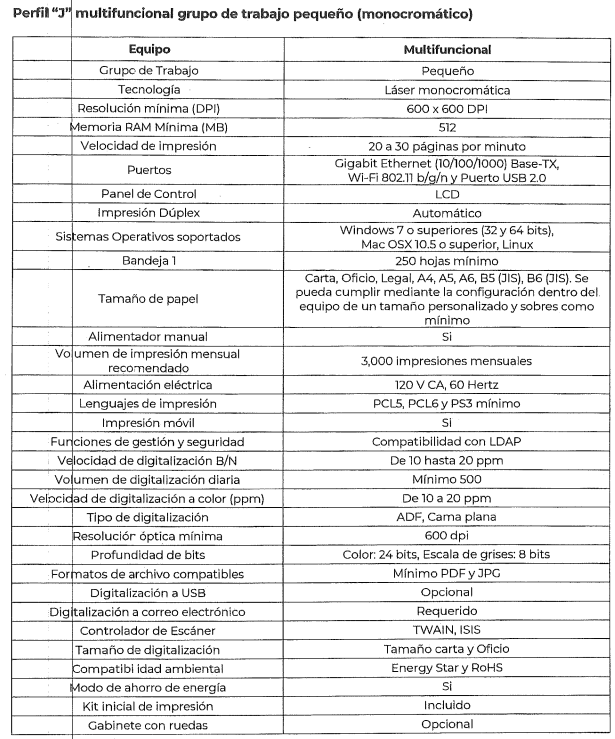 Perfil "J" multifuncional grupo de trabajo pequeño (monocromático)
Equipo Multifuncional
Grupo de Trabajo Pequeño
Tecnología Láser monocromática
Resolución mínima (DPI) 600 x 600 DPI
Memoria RAM Mínima (MB) 512
Velocidad de impresión 20 a 30 páginas por minuto
Puertos Gigabit Ethernet (10/100/1000) Base-TX,
Wi-Fi 802.11 b/g/n y Puerto USB 2.0
Panel de Control LCD
Impresión Dúplex Automático
Sistemas Operativos soportados Windows 7 o superiores (32 y 64 bits),
Mac OSX 10.5 o superior, Linux
Bandeja 1 250 hojas mínimo
Tamaño de papel Carta, Oficio, Legal, A4, A5, A6, B5 (JIS), B6 (JIS). Se
pueda cumplir mediante la configuración dentro del
equipo de un tamaño personalizado y sobres como
mínimo
Alimentador manual Si
Volumen de impresión mensual
recomendado 3,000 impresiones mensuales
Alimentación eléctrica 120 V CA, 60 Hertz
Lenguajes de impresión PCL5, PCL6 y PS3 mínimo
Impresión móvil Si
Funciones de gestión y seguridad Compatibilidad con LDAP
Velocidad de digitalización B/N De 10 hasta 20 ppm
Volumen de digitalización diaria Mínimo 500
Velocidad de digitalización a color (ppm) De 10 a 20 ppm
Tipo de digitalización ADF, Cama plana
Resolución óptica mínima 600 dpi
Profundidad de bits Color: 24 bits, Escala de grises: 8 bits
Formatos de archivo compatibles Mínimo PDF y JPG
Digitalización a USB Opcional
Digitalización a correo electrónico Requerido
Controlador de Escáner TWAIN, ISIS
Tamaño de digitalización Tamaño carta y Oficio
Compatibilidad ambiental Energy Star y RoHS
Modo de ahorro de energía Si
Kit inicial de impresión Incluido
Gabinete con ruedas Opcional